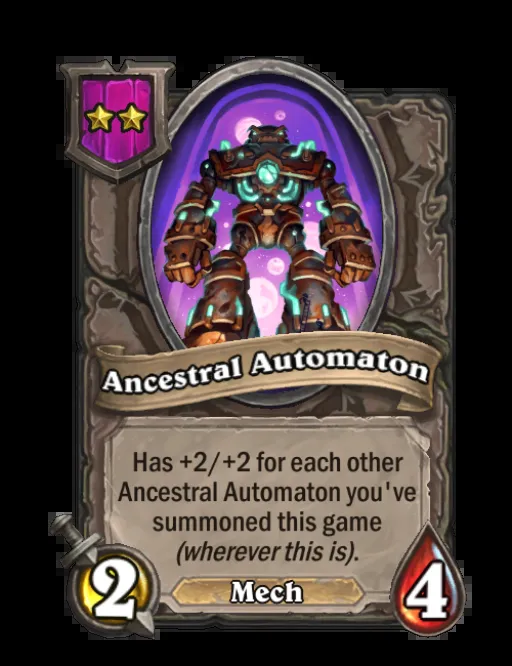 Ancestral Automaton
Has +2/+2 for each other
Ancestral Automaton you've
summoned this game
(wherever this is).
2
Mech
4